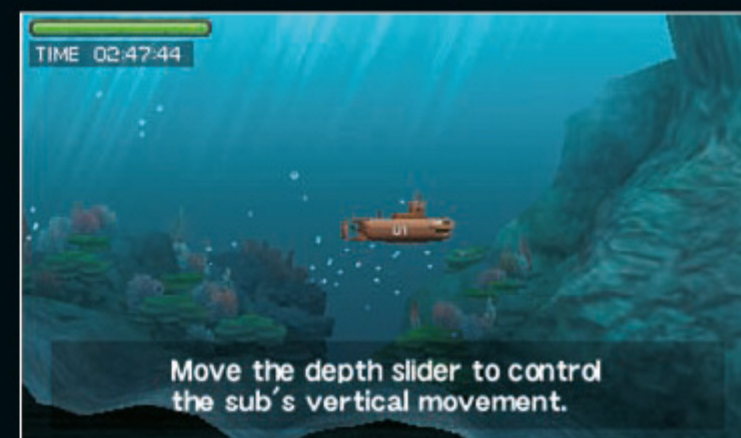 TIME 02:47:44
U1
Move the depth slider to control
the sub's vertical movement.